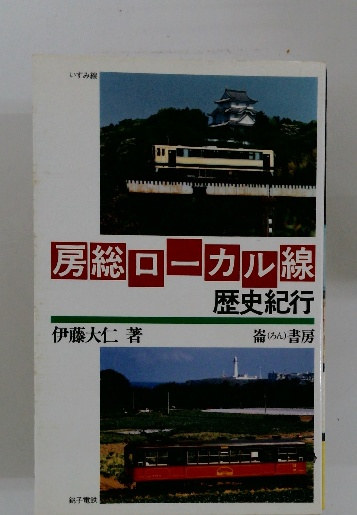 いすみ線
房総ローカル線
歴史紀行
伊藤大仁 著
崙(ろん)書房
銚子電鉄